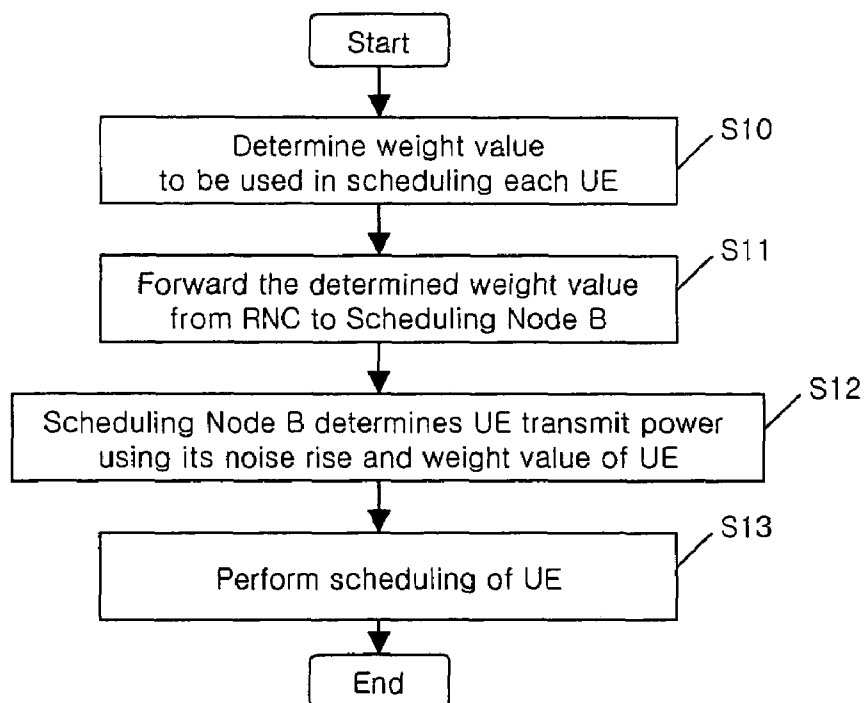 Start
Determine weight value
to be used in scheduling each UE
S10
Forward the determined weight value
from RNC to Scheduling Node B
S11
Scheduling Node B determines UE transmit power
using its noise rise and weight value of UE
S12
Perform scheduling of UE
S13
End